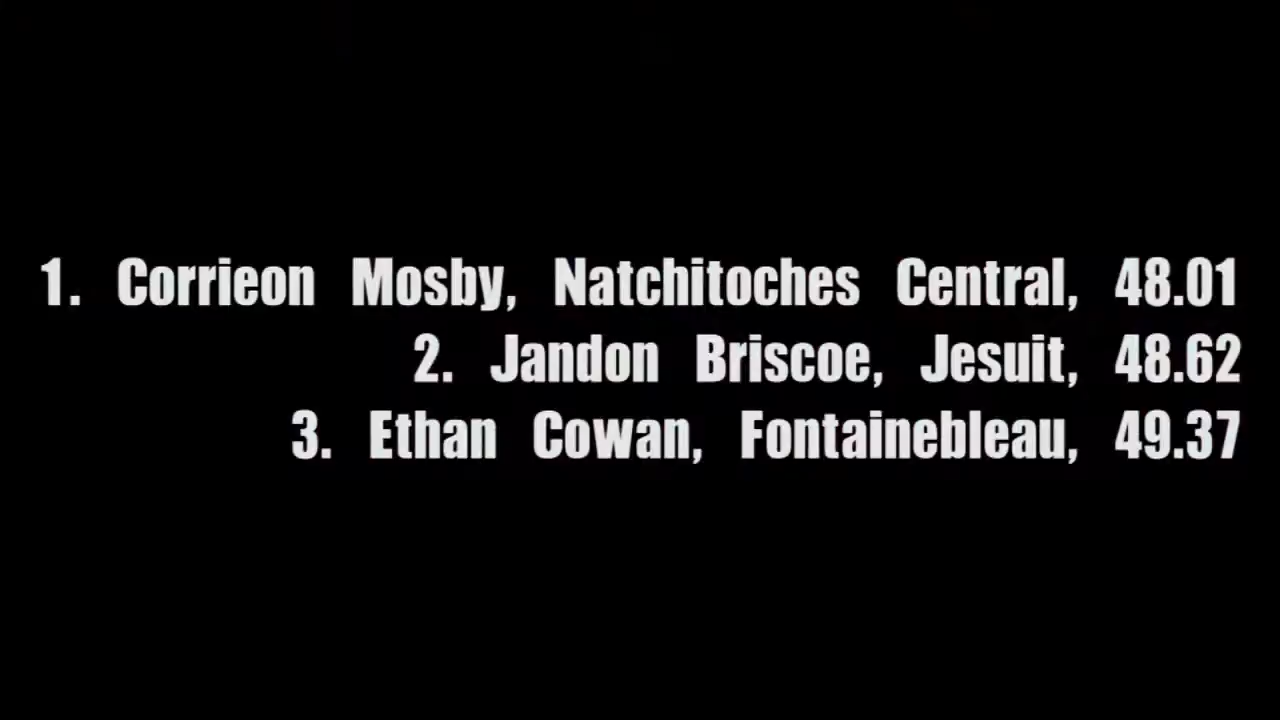 1. Corrieon Mosby, Natchitoches Central, 48.01
2. Jandon Briscoe, Jesuit, 48.62
3. Ethan Cowan, Fontainebleau, 49.37